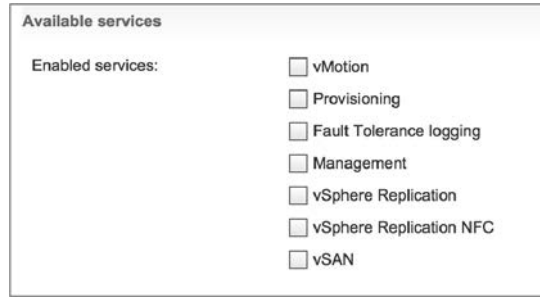 Available services
Enabled services:
vMotion
Provisioning
Fault Tolerance logging
Management
vSphere Replication
vSphere Replication NFC
vSAN